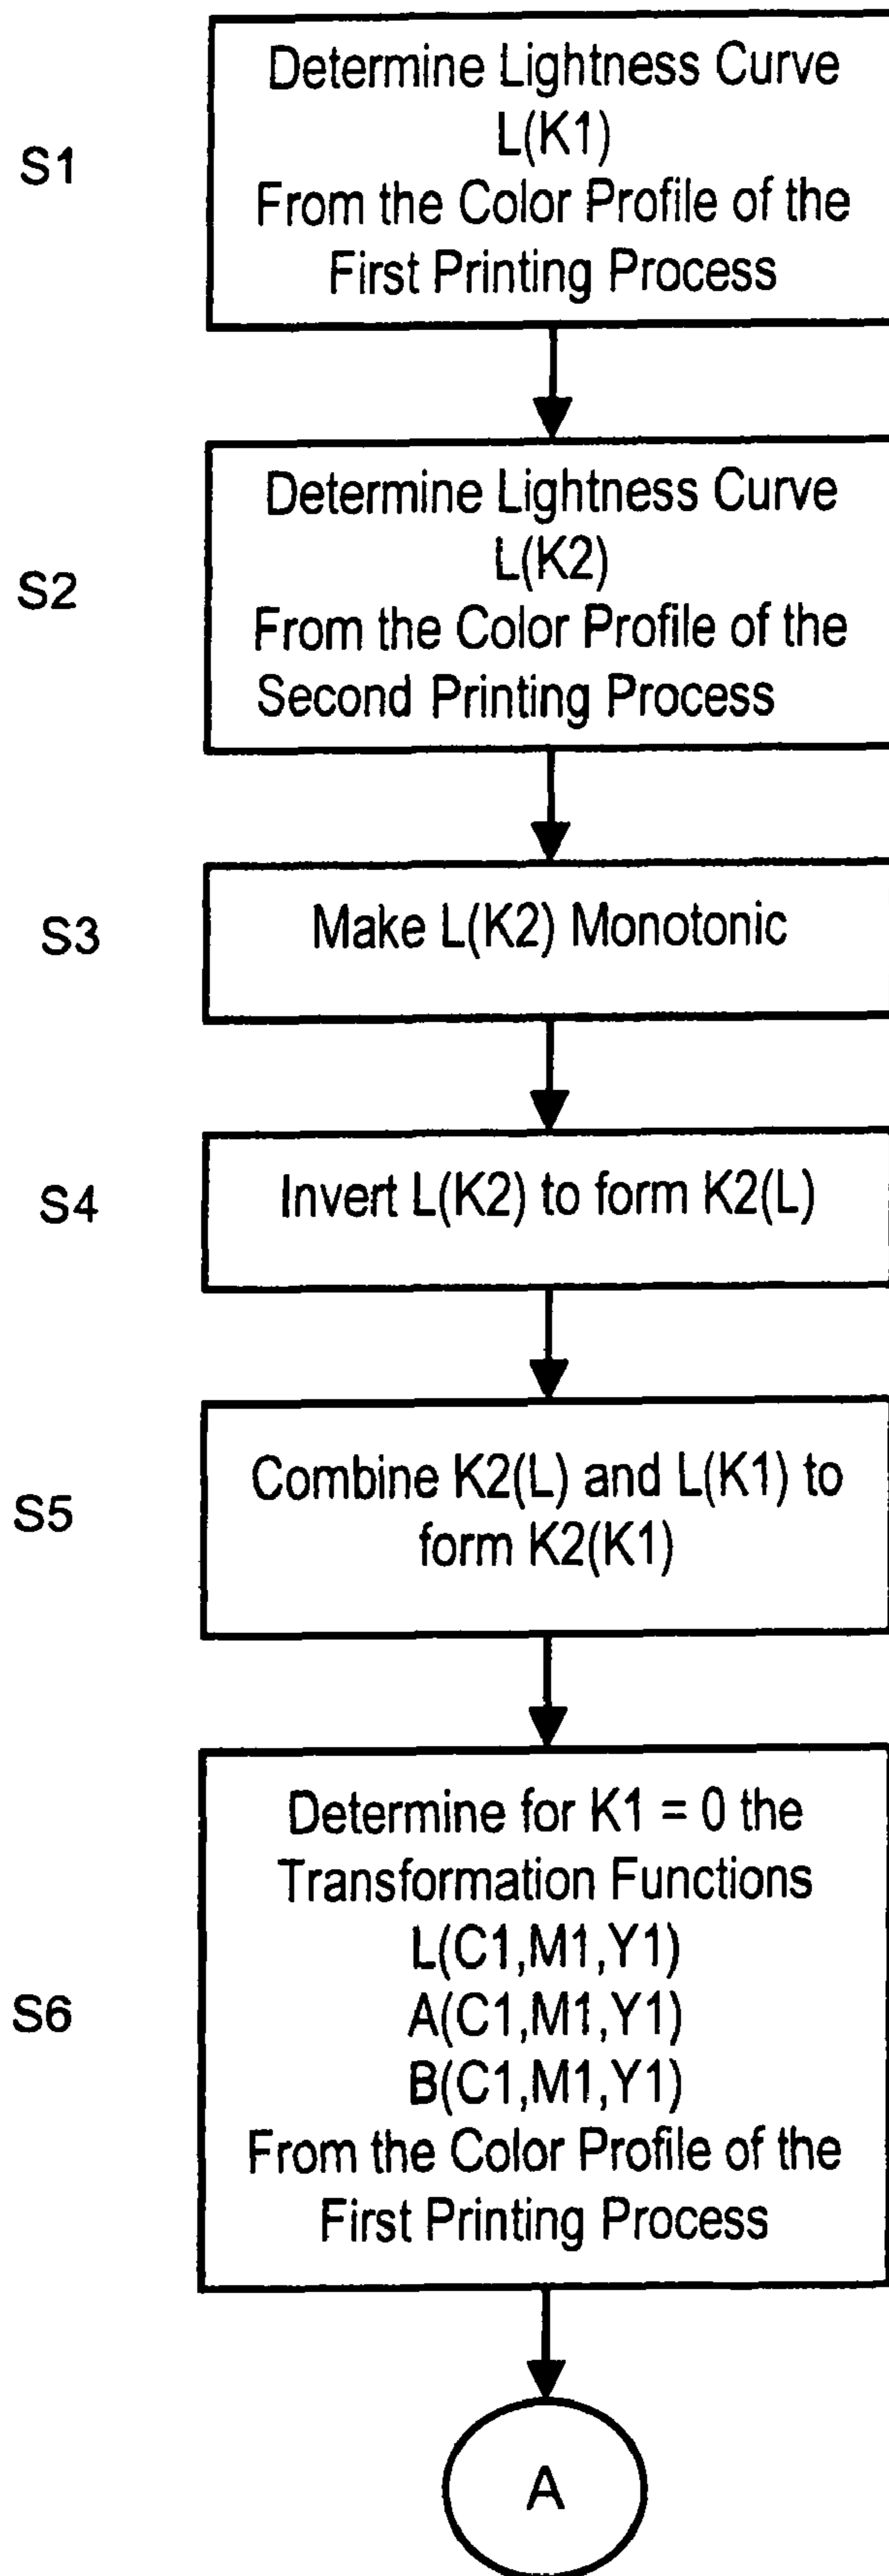 S1
Determine Lightness Curve
L(K1)
From the Color Profile of the
First Printing Process
S2
Determine Lightness Curve
L(K2)
From the Color Profile of the
Second Printing Process
S3
Make L(K2) Monotonic
S4
Invert L(K2) to form K2(L)
S5
Combine K2(L) and L(K1) to
form K2(K1)
S6
Determine for K1 = 0 the
Transformation Functions
L(C1,M1,Y1)
A(C1,M1,Y1)
B(C1,M1,Y1)
From the Color Profile of the
First Printing Process
A